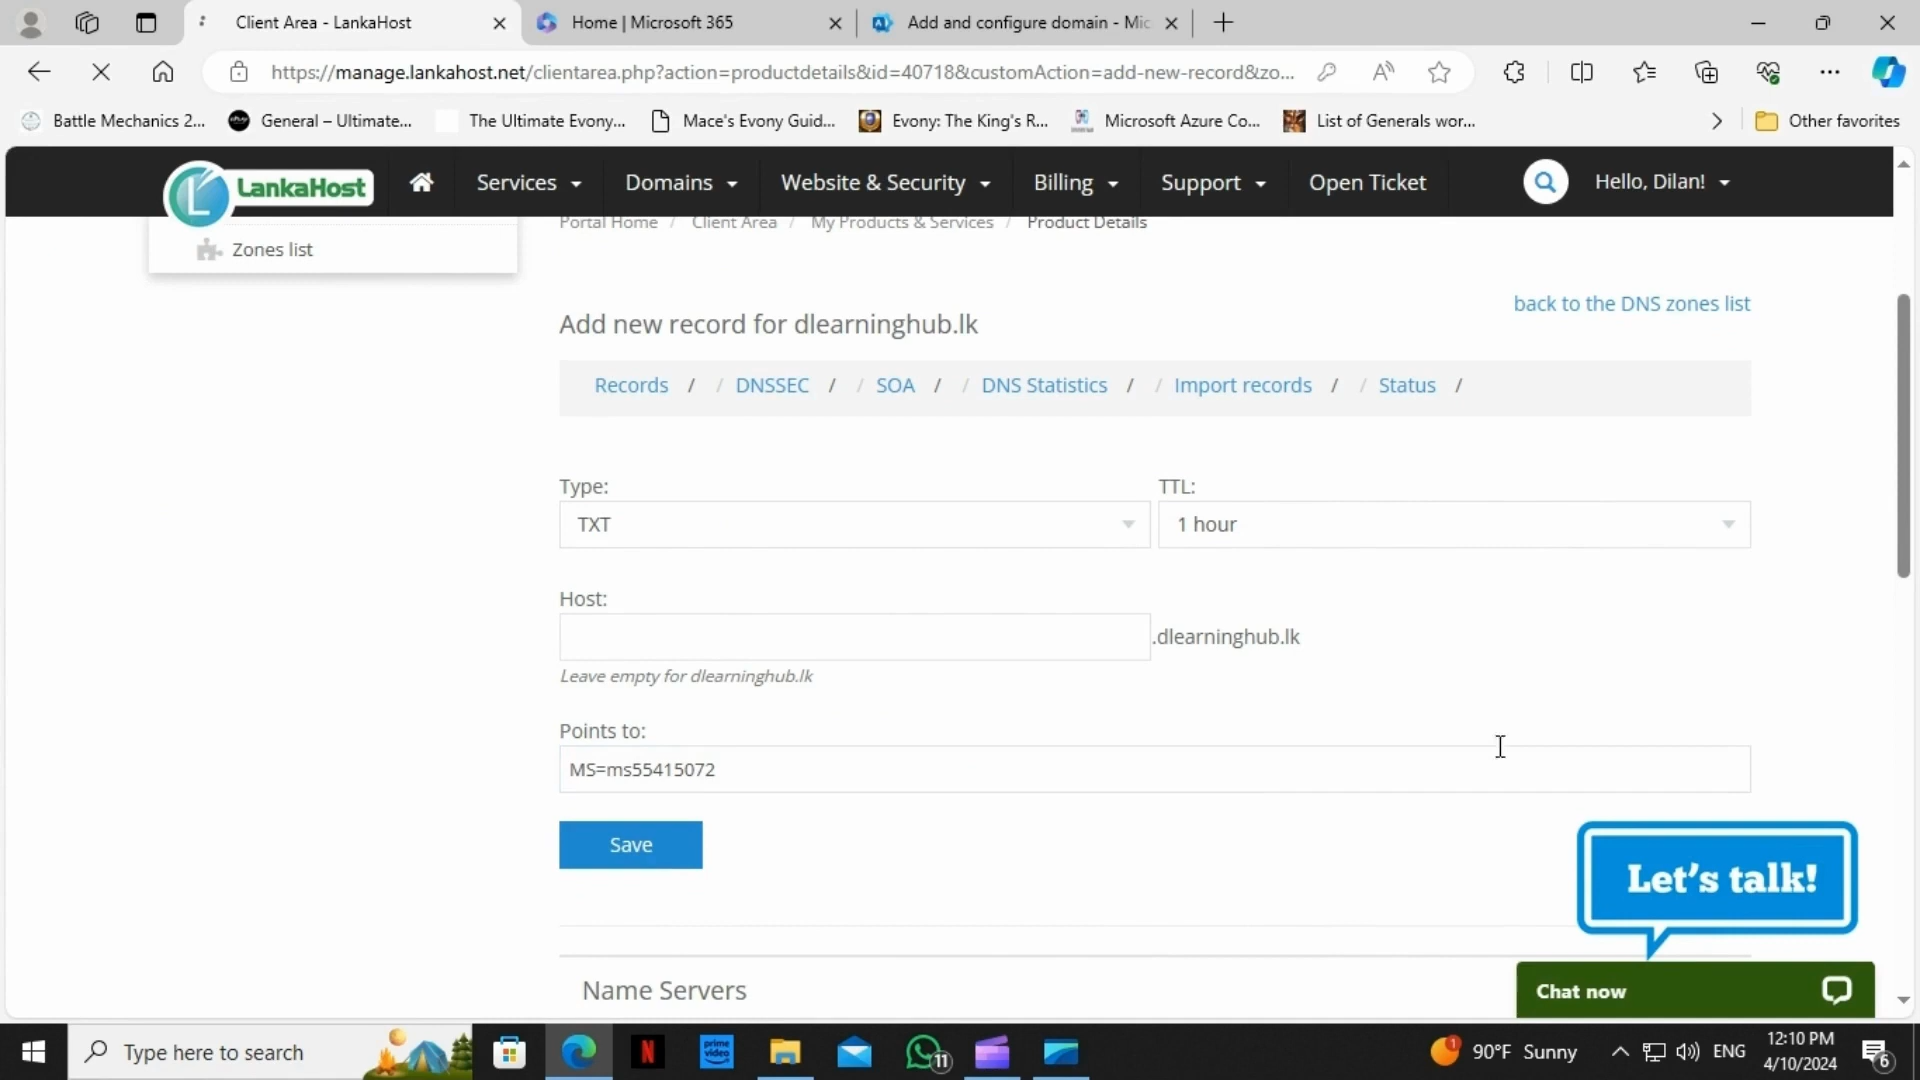 Client Area - LankaHost
Home | Microsoft 365
Add and configure domain - Mic
https://manage.lankahost.net/clientarea.php?action=productdetails&id=40718&customAction=add-new-record&zo...
Battle Mechanics 2...
General – Ultimate...
The Ultimate Evony...
Mace's Evony Guid...
Evony: The King's R...
Microsoft Azure Co...
List of Generals wor...
Other favorites
LankaHost
Services
Domains
Website & Security
Billing
Support
Open Ticket
Hello, Dilan!
Portal Home / Client Area / My Products & Services / Product Details
Zones list
back to the DNS zones list
Add new record for dlearninghub.lk
Records / / DNSSEC / / SOA / / DNS Statistics / / Import records / / Status /
Type:
TTL:
TXT
1 hour
Host:
.dlearninghub.lk
Leave empty for dlearninghub.lk
Points to:
MS=ms55415072
Save
Let's talk!
Name Servers
Chat now
Type here to search
prime video
11
1
90°F Sunny
ENG
12:10 PM
4/10/2024
6